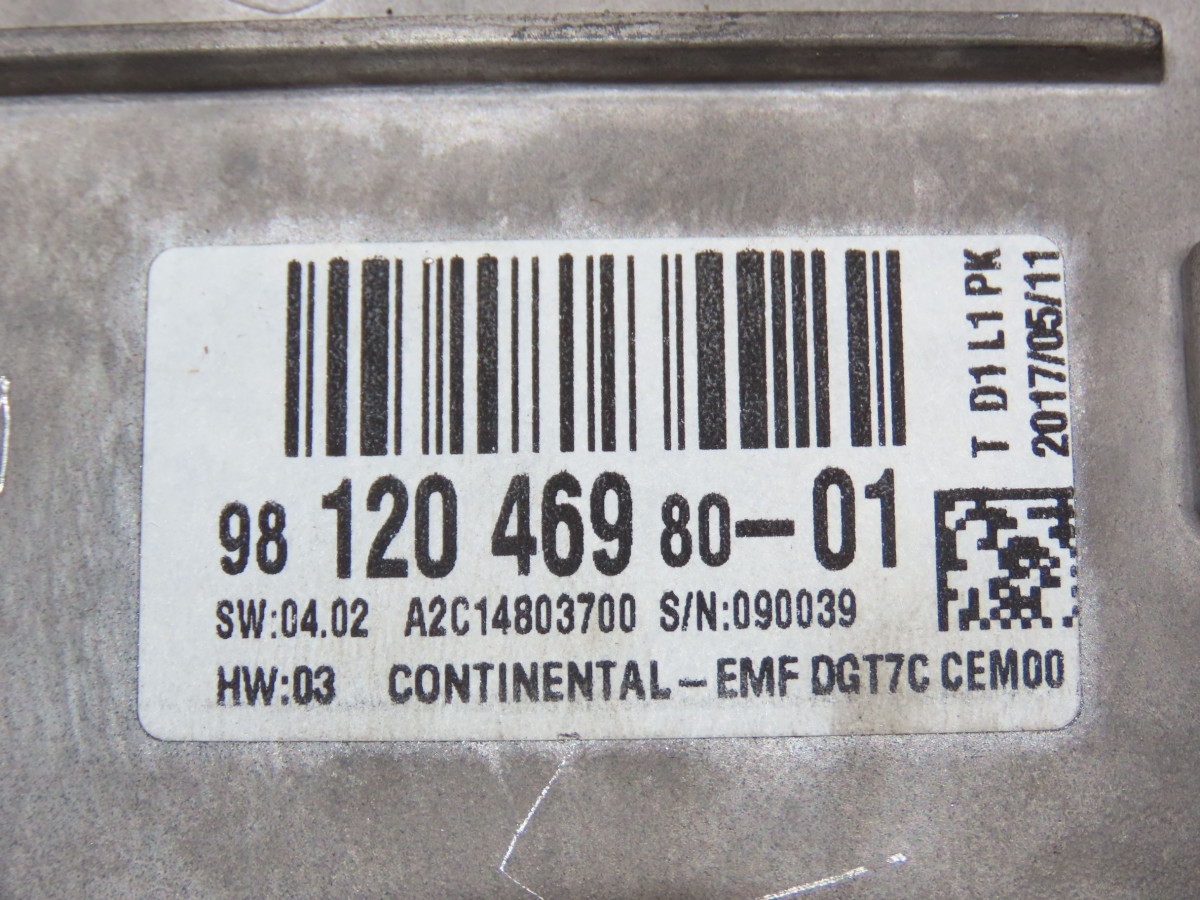 T D1 L1 PK
2017/05/11
98 120 469 80-01
SW:04.02 A2C14803700 S/N:090039
HW:03 CONTINENTAL-EMF DGT7C CEM00